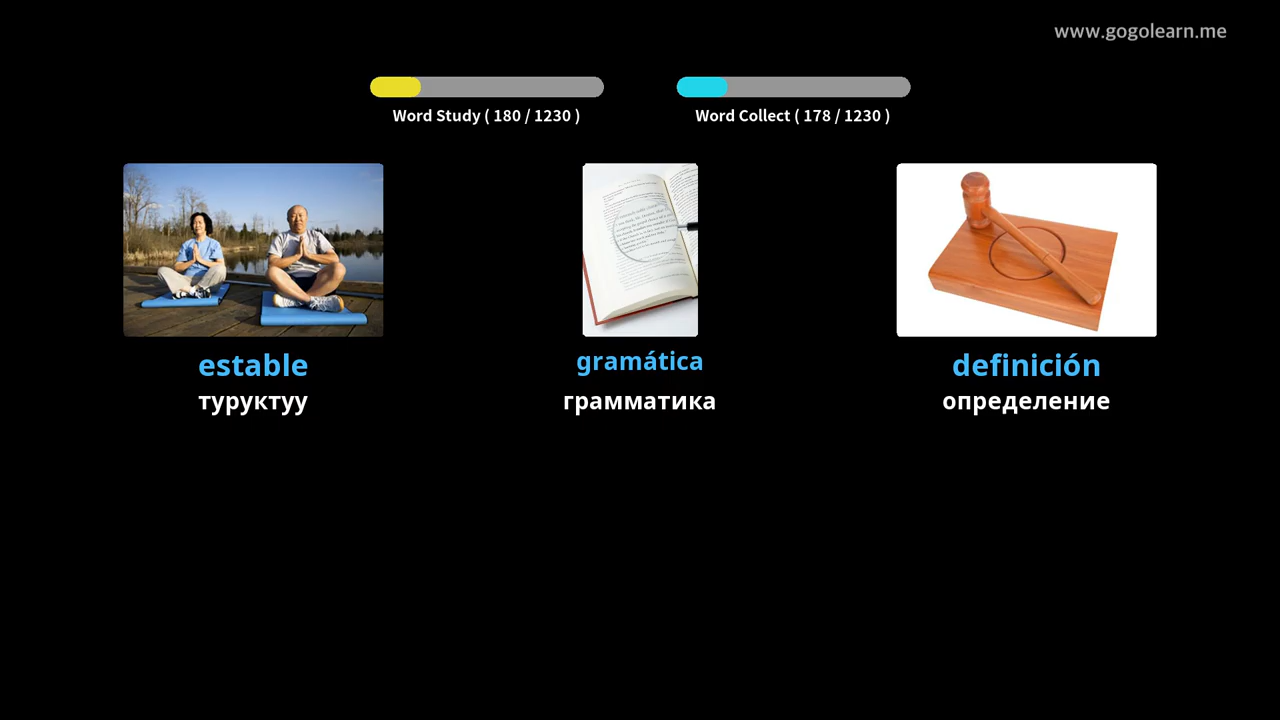 www.gogolearn.me
Word Study ( 180 / 1230 )
Word Collect ( 178 / 1230 )
estable
gramática
definición
туруктуу
грамматика
определение